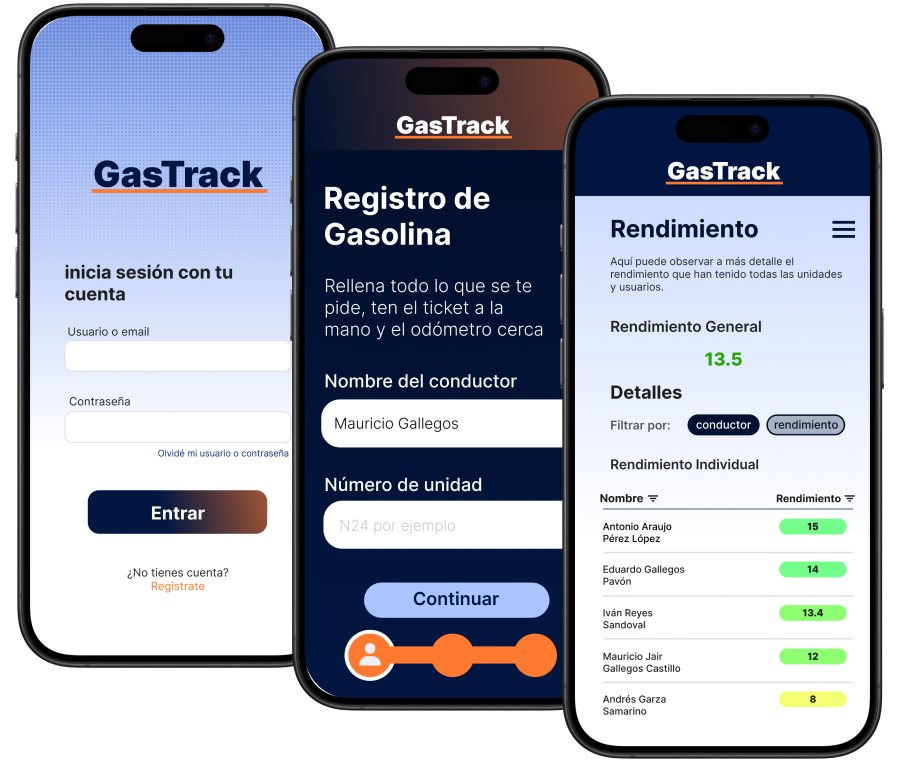 GasTrack
inicia sesión con tu
cuenta
Usuario o email
Contraseña
Olvidé mi usuario o contraseña
Entrar
¿No tienes cuenta?
Registrate
GasTrack
Registro de
Gasolina
Rellena todo lo que se te
pide, ten el ticket a la
mano y el odómetro cerca
Nombre del conductor
Mauricio Gallegos
Número de unidad
N24 por ejemplo
Continuar
GasTrack
Rendimiento
Aquí puede observar a más detalle el
rendimiento que han tenido todas las unidades
y usuarios.
Rendimiento General
13.5
Detalles
Filtrar por: conductor rendimiento
Rendimiento Individual
Nombre Rendimiento
Antonio Araujo 15
Pérez López
Eduardo Gallegos 14
Pavón
Iván Reyes 13.4
Sandoval
Mauricio Jair 12
Gallegos Castillo
Andrés Garza 8
Samarino